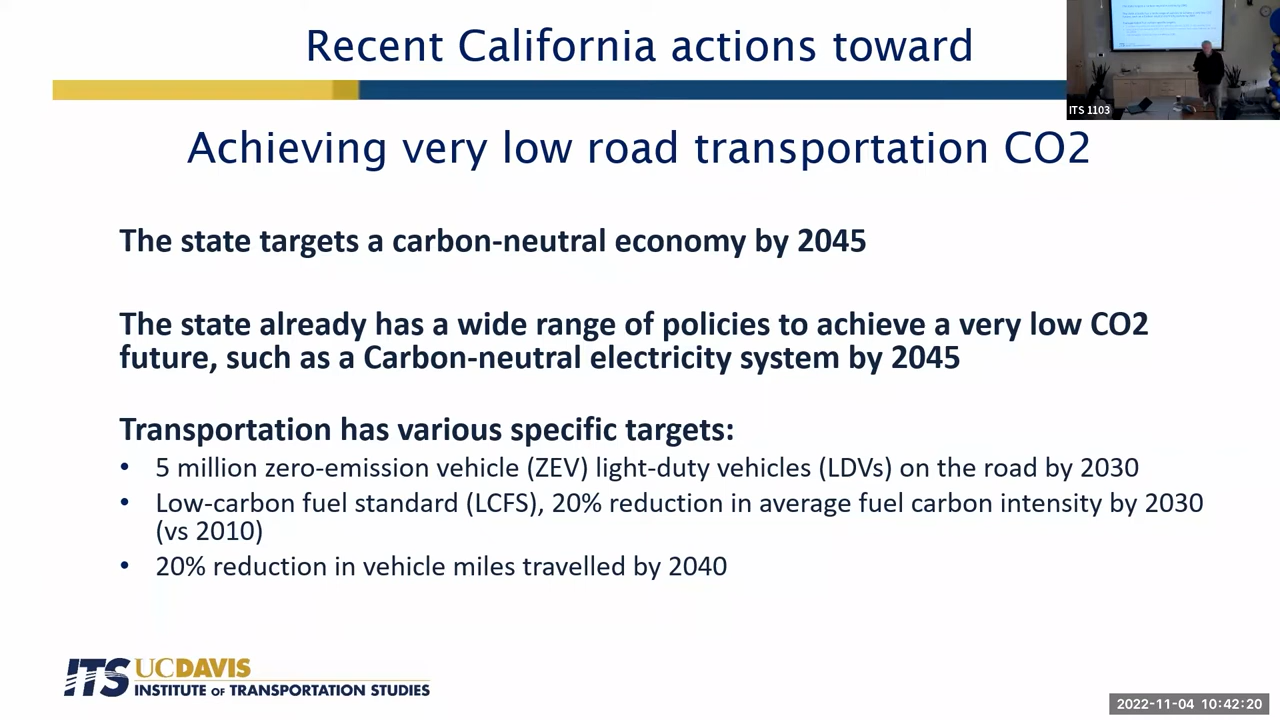 Recent California actions toward
ITS 1103
Achieving very low road transportation CO2
The state targets a carbon-neutral economy by 2045
The state already has a wide range of policies to achieve a very low CO2
future, such as a Carbon-neutral electricity system by 2045
Transportation has various specific targets:
• 5 million zero-emission vehicle (ZEV) light-duty vehicles (LDVs) on the road by 2030
• Low-carbon fuel standard (LCFS), 20% reduction in average fuel carbon intensity by 2030
(vs 2010)
• 20% reduction in vehicle miles travelled by 2040
ITS UCDAVIS
INSTITUTE OF TRANSPORTATION STUDIES
2022-11-04 10:42:20